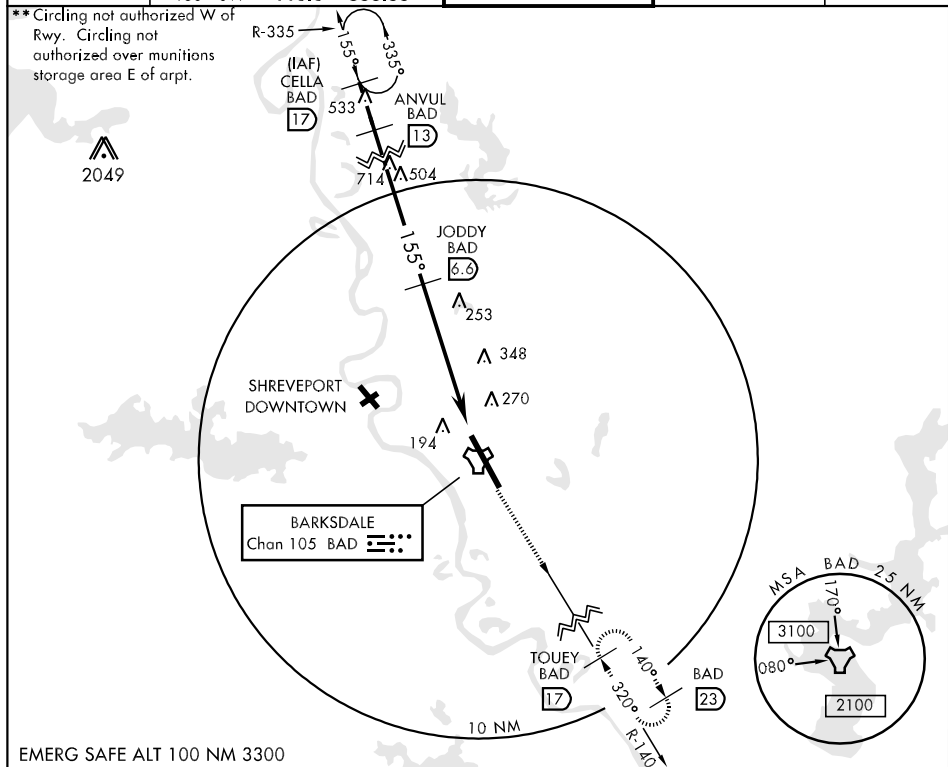 ** Circling not authorized W of
Rwy. Circling not
authorized over munitions
storage area E of arpt.
R-335
155°
335°
(IAF)
CELLA
BAD
17
533
ANVUL
BAD
13
2049
714
504
155°
JODDY
BAD
6.6
253
348
SHREVEPORT
DOWNTOWN
270
194
BARKSDALE
Chan 105 BAD
MSA BAD 25 NM
170°
3100
080°
2100
TOUEY
BAD
17
140°
320°
BAD
23
R-140
10 NM
EMERG SAFE ALT 100 NM 3300